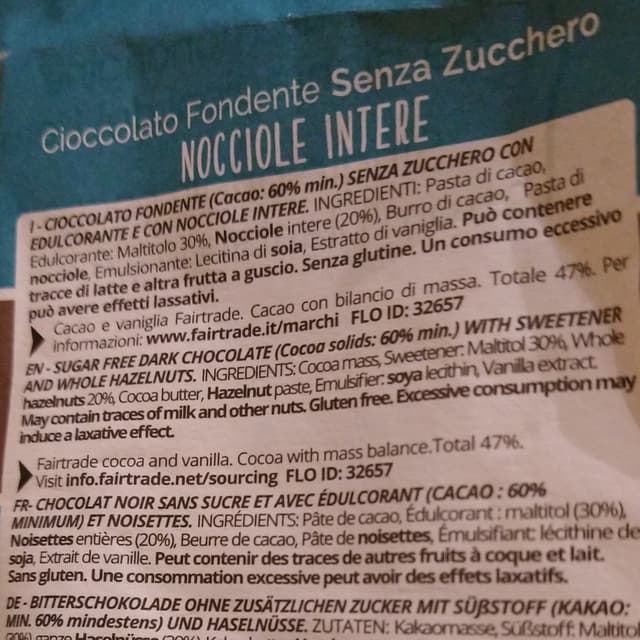 Cioccolato Fondente Senza Zucchero
NOCCIOLE INTERE
I - CIOCCOLATO FONDENTE (Cacao: 60% min.) SENZA ZUCCHERO CON
EDULCORANTE E CON NOCCIOLE INTERE. INGREDIENTI: Pasta di cacao,
Edulcorante: Maltitolo 30%, Nocciole intere (20%), Burro di cacao, Pasta di
nocciole, Emulsionante: Lecitina di soia, Estratto di vaniglia. Può contenere
tracce di latte e altra frutta a guscio. Senza glutine. Un consumo eccessivo
può avere effetti lassativi.
Cacao e vaniglia Fairtrade. Cacao con bilancio di massa. Totale 47%. Per
informazioni: www.fairtrade.it/marchi FLO ID: 32657
EN - SUGAR FREE DARK CHOCOLATE (Cocoa solids: 60% min.) WITH SWEETENER
AND WHOLE HAZELNUTS. INGREDIENTS: Cocoa mass, Sweetener: Maltitol 30%, Whole
hazelnuts 20%, Cocoa butter, Hazelnut paste, Emulsifier: soya lecithin, Vanilla extract.
May contain traces of milk and other nuts. Gluten free. Excessive consumption may
induce a laxative effect.
Fairtrade cocoa and vanilla. Cocoa with mass balance.Total 47%.
Visit info.fairtrade.net/sourcing FLO ID: 32657
FR- CHOCOLAT NOIR SANS SUCRE ET AVEC ÉDULCORANT (CACAO : 60%
MINIMUM) ET NOISETTES. INGRÉDIENTS: Pâte de cacao, Édulcorant : maltitol (30%),
Noisettes entières (20%), Beurre de cacao, Pâte de noisettes, Émulsifiant: lécithine de
soja, Extrait de vanille. Peut contenir des traces de autres fruits à coque et lait.
Sans gluten. Une consommation excessive peut avoir des effets laxatifs.
DE - BITTERSCHOKOLADE OHNE ZUSÄTZLICHEN ZUCKER MIT SÜßSTOFF (KAKAO:
MIN. 60% mindestens) UND HASELNÜSSE. ZUTATEN: Kakaomasse, Süßstoff: Maltitol